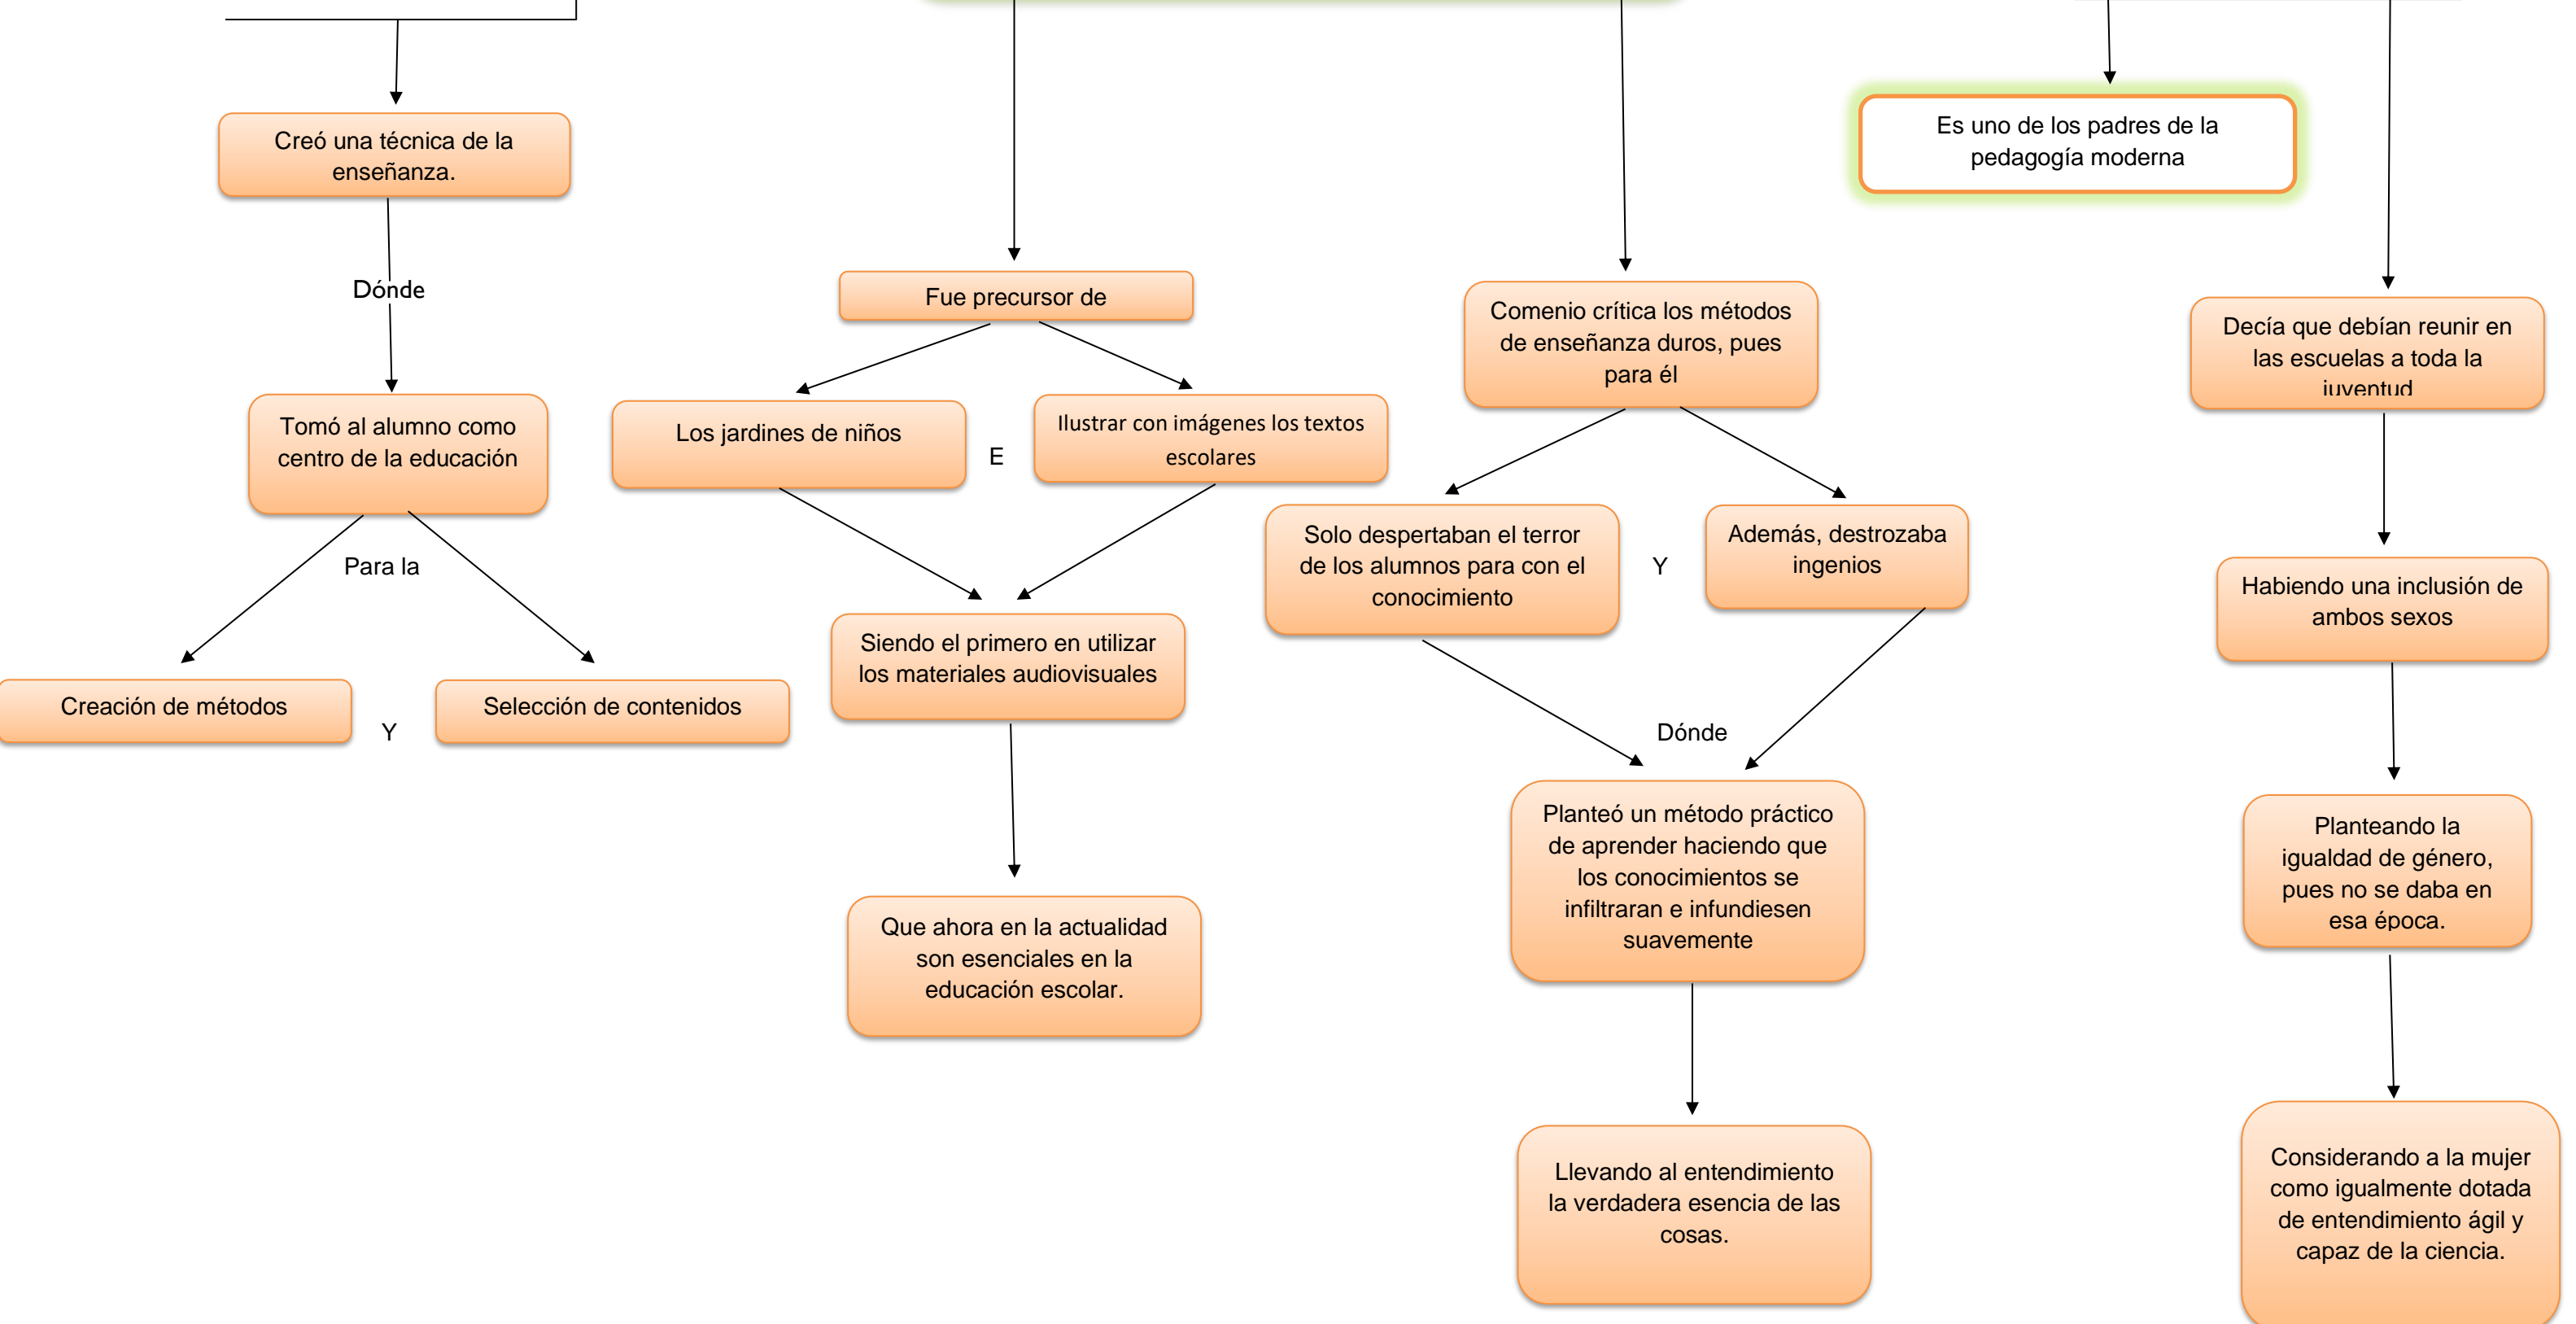 Creó una técnica de la
enseñanza.
Dónde
Tomó al alumno como
centro de la educación
Para la
Creación de métodos
Y
Selección de contenidos
Fue precursor de
Los jardines de niños
E
Ilustrar con imágenes los textos
escolares
Siendo el primero en utilizar
los materiales audiovisuales
Que ahora en la actualidad
son esenciales en la
educación escolar.
Comenio crítica los métodos
de enseñanza duros, pues
para él
Solo despertaban el terror
de los alumnos para con el
conocimiento
Y
Además, destrozaba
ingenios
Dónde
Planteó un método práctico
de aprender haciendo que
los conocimientos se
infiltraran e infundiesen
suavemente
Llevando al entendimiento
la verdadera esencia de las
cosas.
Es uno de los padres de la
pedagogía moderna
Decía que debían reunir en
las escuelas a toda la
juventud
Habiendo una inclusión de
ambos sexos
Planteando la
igualdad de género,
pues no se daba en
esa época.
Considerando a la mujer
como igualmente dotada
de entendimiento ágil y
capaz de la ciencia.